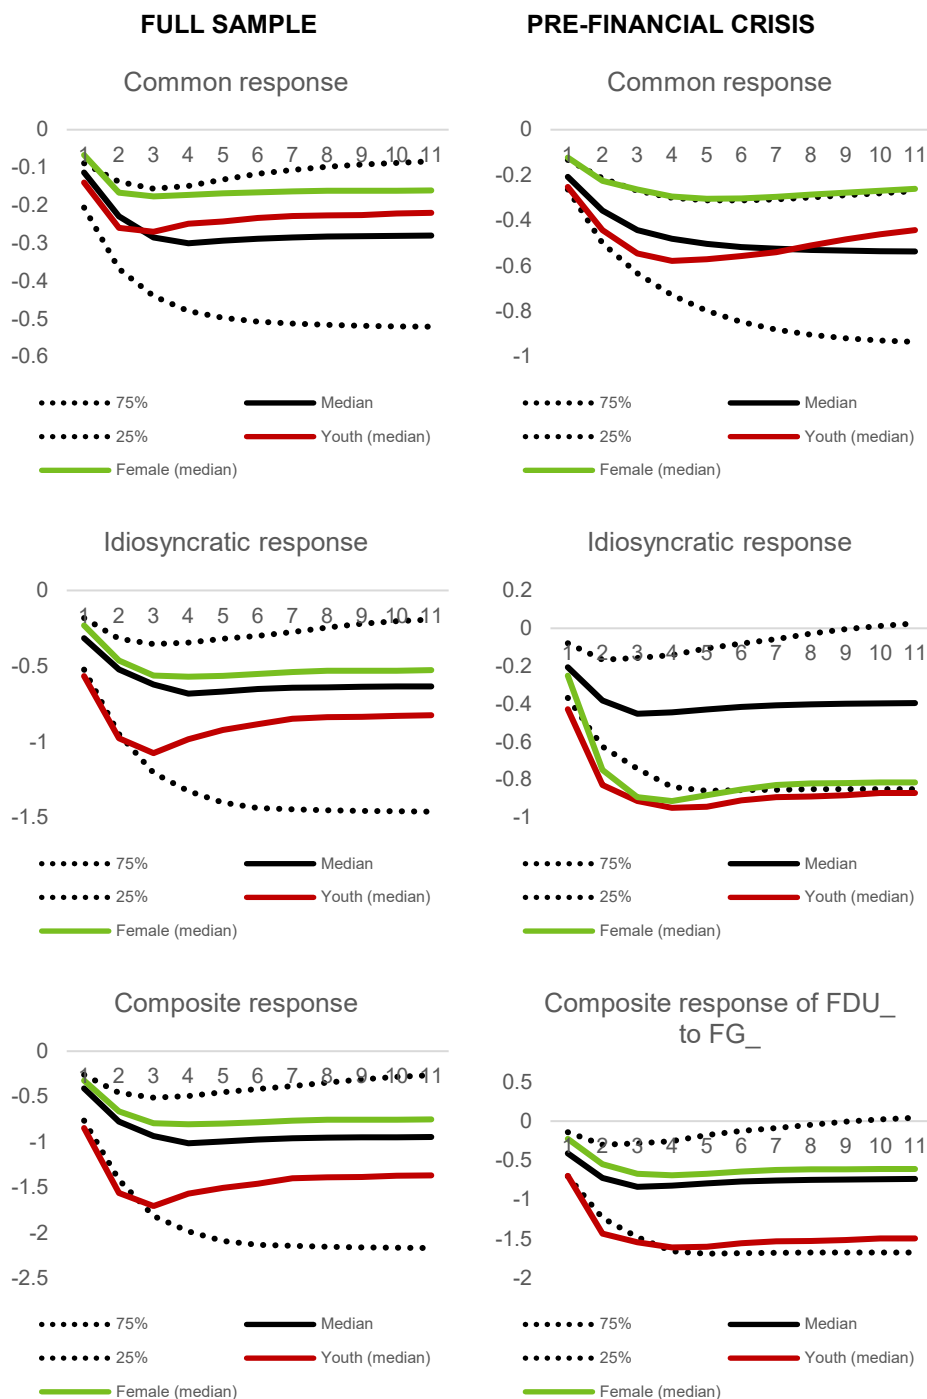 FULL SAMPLE
PRE-FINANCIAL CRISIS
Common response
0
1 2 3 4 5 6 7 8 9 10 11
-0.1
-0.2
-0.3
-0.4
-0.5
-0.6
75% Median
25% Youth (median)
Female (median)
Common response
0
1 2 3 4 5 6 7 8 9 10 11
-0.2
-0.4
-0.6
-0.8
-1
75% Median
25% Youth (median)
Female (median)
Idiosyncratic response
0
1 2 3 4 5 6 7 8 9 10 11
-0.5
-1
-1.5
75% Median
25% Youth (median)
Female (median)
Idiosyncratic response
0.2
0
1 2 3 4 5 6 7 8 9 10 11
-0.2
-0.4
-0.6
-0.8
-1
75% Median
25% Youth (median)
Female (median)
Composite response
0
1 2 3 4 5 6 7 8 9 10 11
-0.5
-1
-1.5
-2
-2.5
75% Median
25% Youth (median)
Female (median)
Composite response of FDU_
to FG_
0.5
0
1 2 3 4 5 6 7 8 9 10 11
-0.5
-1
-1.5
-2
75% Median
25% Youth (median)
Female (median)